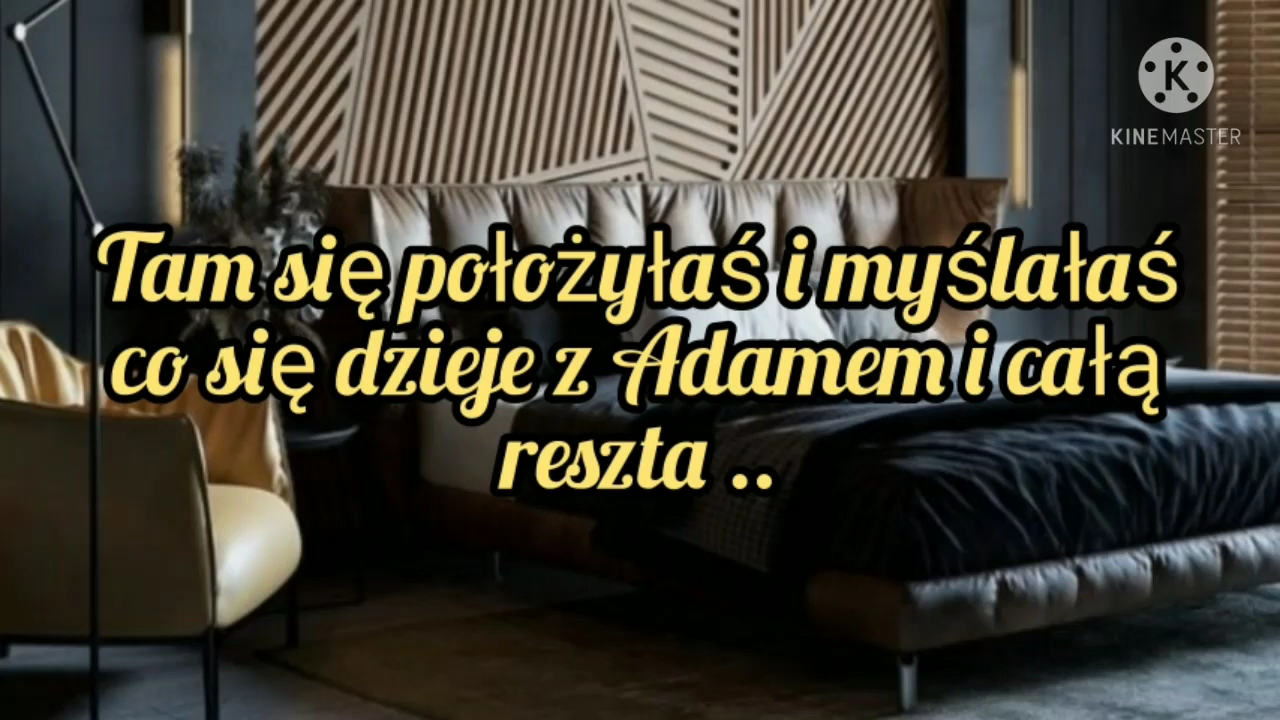 KINEMASTER
Tam się położyłaś i myślałaś
co się dzieje z Adamem i całą
reszta ..